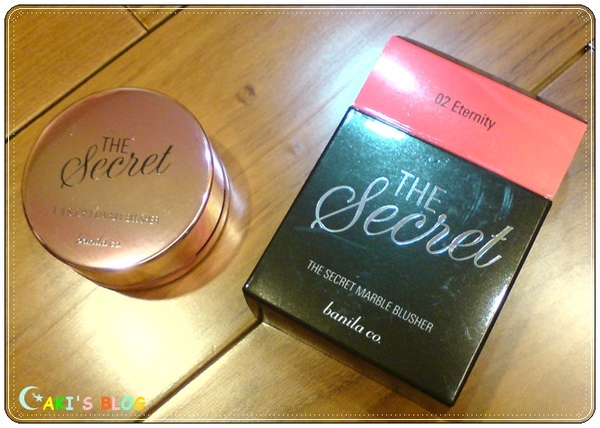 THE
Secret
banila co.
02 Eternity
THE
Secret
THE SECRET MARBLE BLUSHER
banila co.
AKI'S BLOG